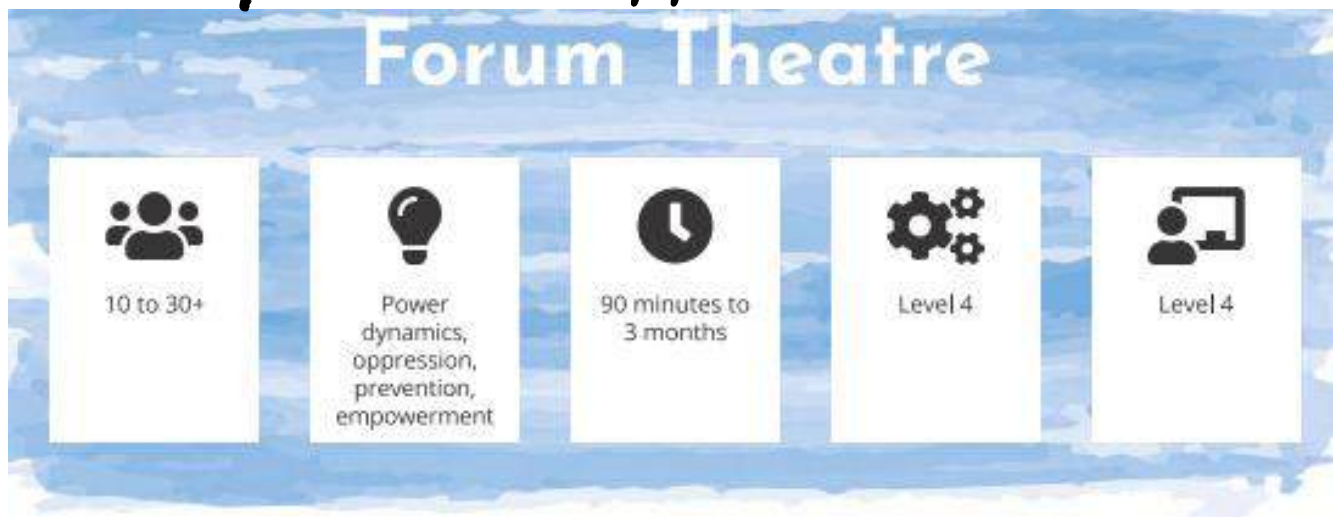 Forum Theatre
10 to 30+
Power
dynamics,
oppression,
prevention,
empowerment
90 minutes to
3 months
Level 4
Level 4